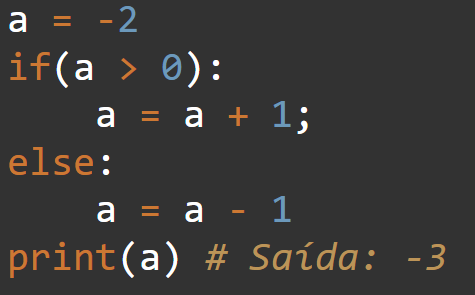 a = -2
if(a > 0):
    a = a + 1;
else:
    a = a - 1
print(a) # Saída: -3